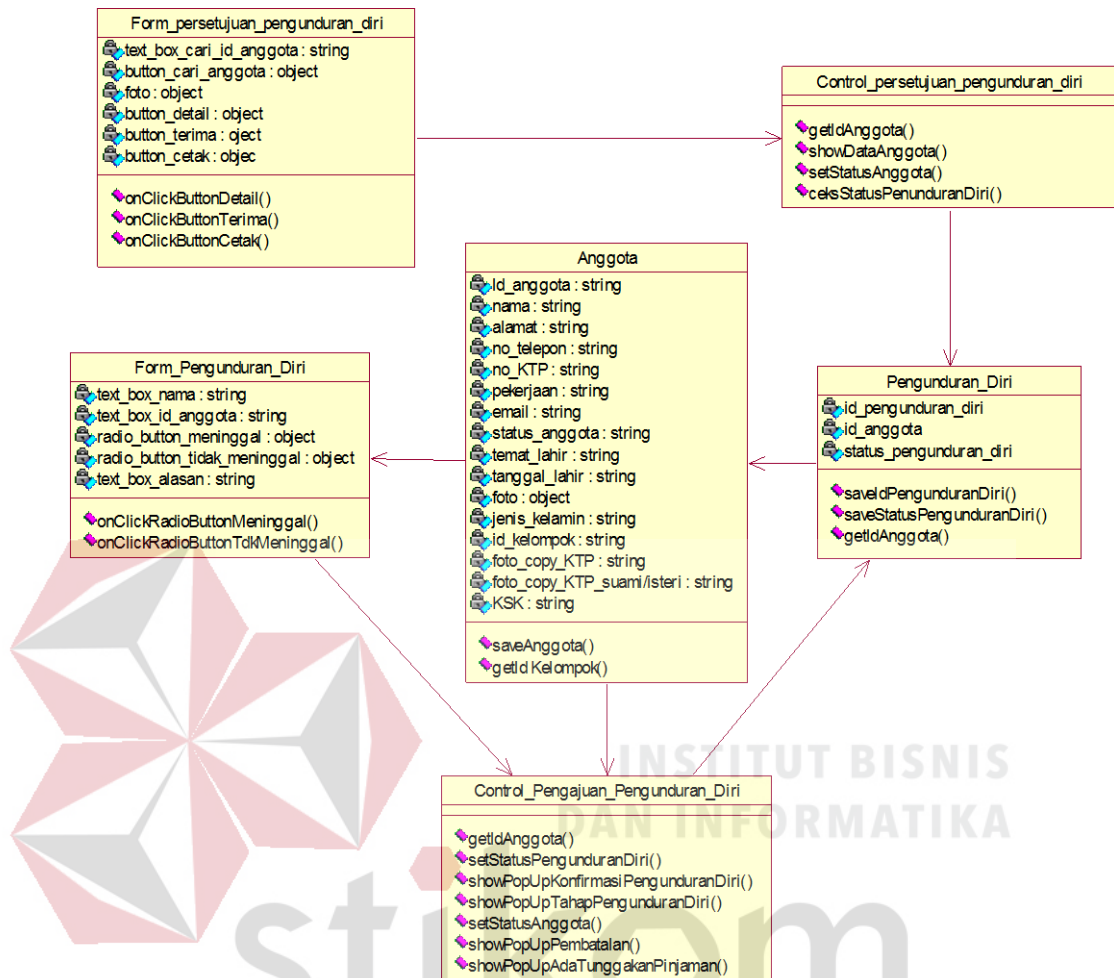 Form_persetujuan_pengunduran_diri
text_box_cari_id_anggota : string
button_cari_anggota : object
foto : object
button_detail : object
button_terima : oject
button_cetak : objec
onClickButtonDetail()
onClickButtonTerima()
onClickButtonCetak()
Control_persetujuan_pengunduran_diri
getIdAnggota()
showDataAnggota()
setStatusAnggota()
ceksStatusPenunduranDiri()
Anggota
Id_anggota : string
nama : string
alamat : string
no_telepon : string
no_KTP : string
pekerjaan : string
email : string
status_anggota : string
temat_lahir : string
tanggal_lahir : string
foto : object
jenis_kelamin : string
id_kelompok : string
foto_copy_KTP : string
foto_copy_KTP_suami/isteri : string
KSK : string
saveAnggota()
getId Kelompok()
Form_Pengunduran_Diri
text_box_nama : string
text_box_id_anggota : string
radio_button_meninggal : object
radio_button_tidak_meninggal : object
text_box_alasan : string
onClickRadioButtonMeninggal()
onClickRadioButtonTdkMeninggal()
Pengunduran_Diri
id_pengunduran_diri
id_anggota
status_pengunduran_diri
saveIdPengunduranDiri()
saveStatusPengunduranDiri()
getIdAnggota()
INSTITUT BISNIS
DAN INFORMATIKA
Control_Pengajuan_Pengunduran_Diri
getIdAnggota()
setStatusPengunduranDiri()
showPopUpKonfirmasiPengunduranDiri()
showPopUpTahapPengunduranDiri()
setStatusAnggota()
showPopUpPembatalan()
showPopUpAdaTunggakanPinjaman()
stikom